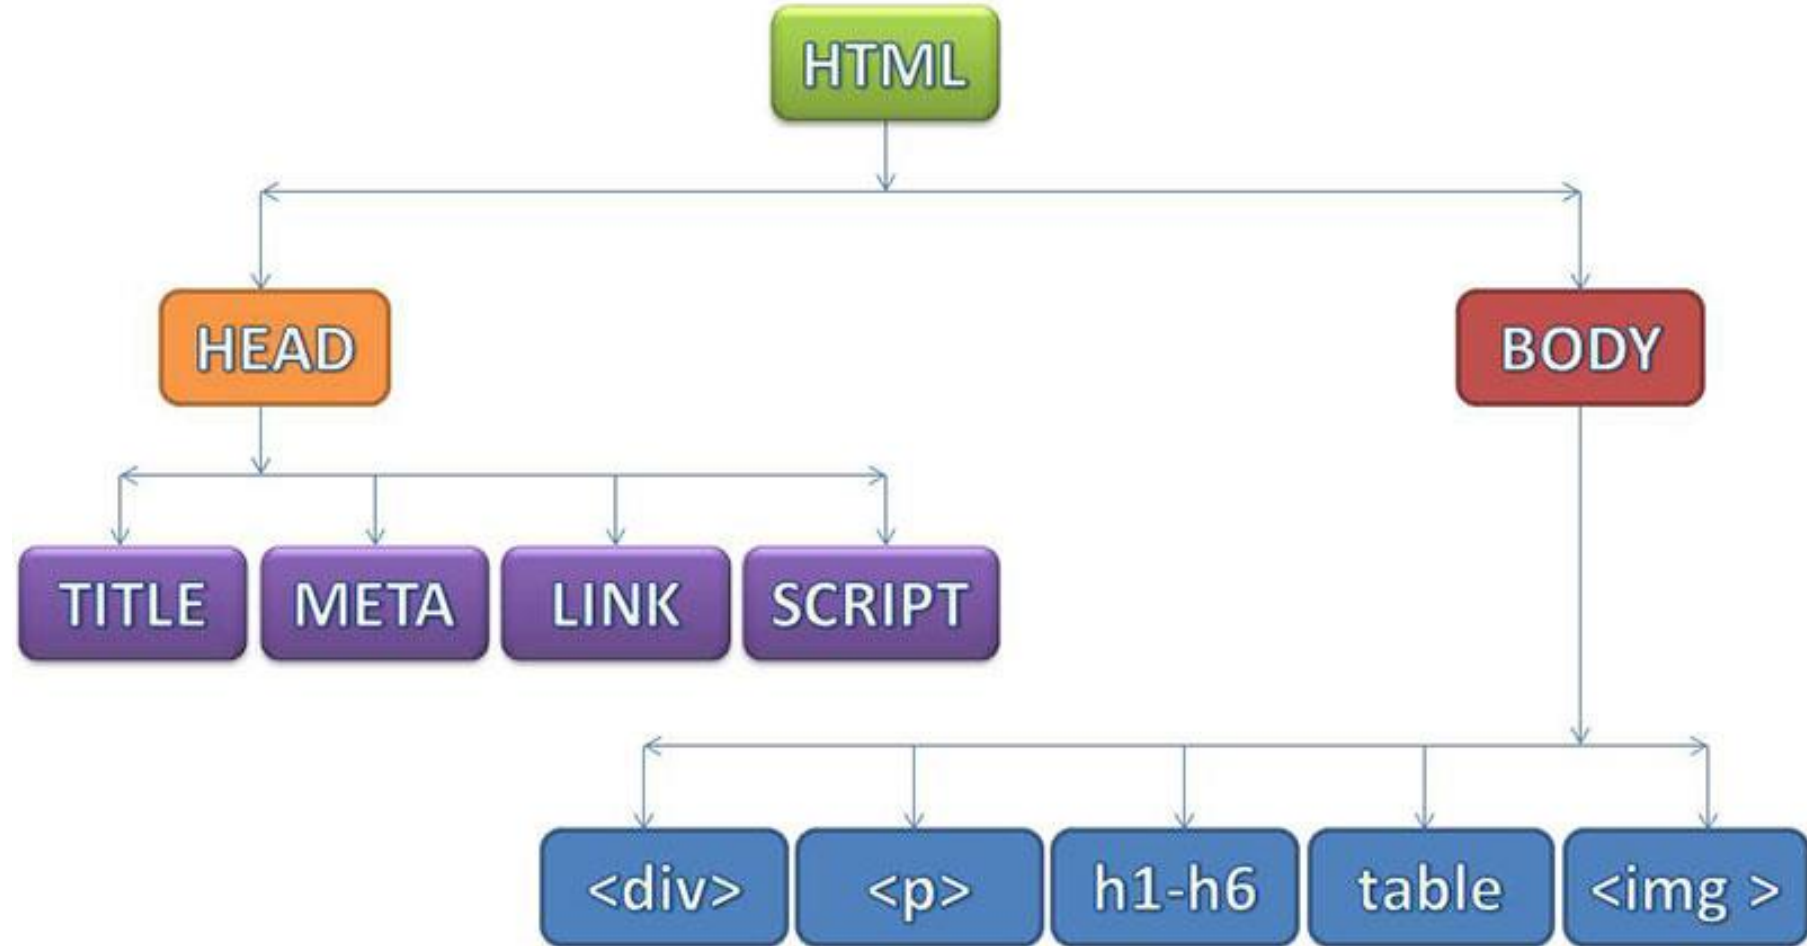 HTML
HEAD
BODY
TITLE
META
LINK
SCRIPT
<div>
<p>
h1-h6
table
<img >